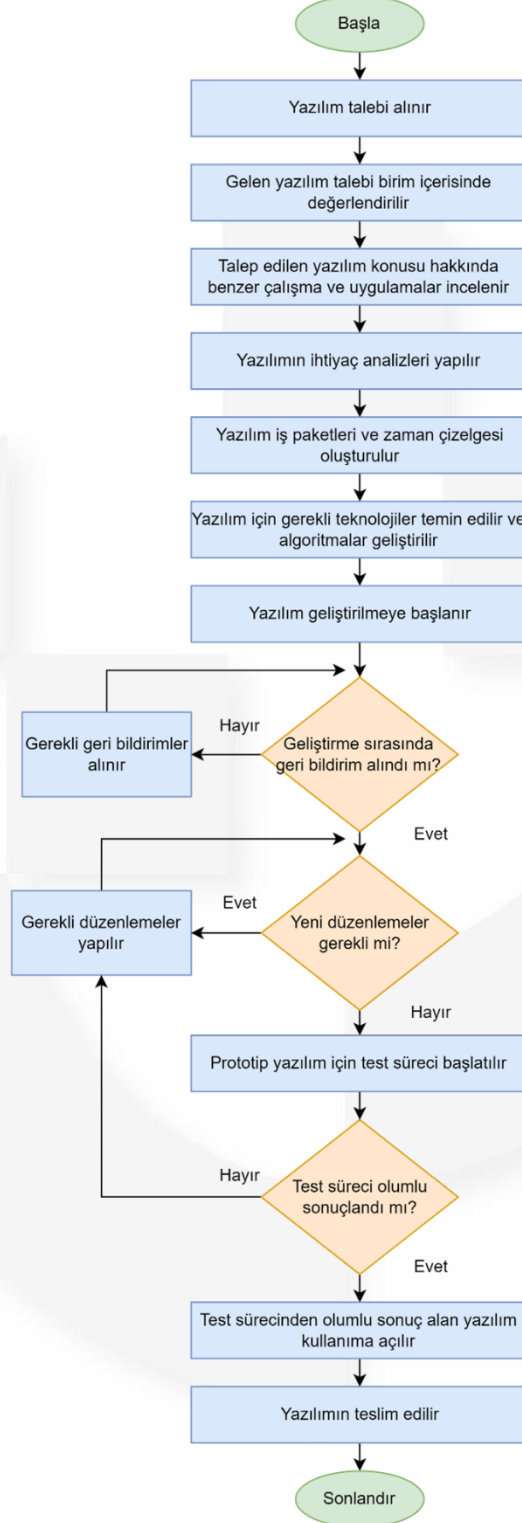 Başla
Yazılım talebi alınır
Gelen yazılım talebi birim içerisinde
değerlendirilir
Talep edilen yazılım konusu hakkında
benzer çalışma ve uygulamalar incelenir
Yazılımın ihtiyaç analizleri yapılır
Yazılım iş paketleri ve zaman çizelgesi
oluşturulur
Yazılım için gerekli teknolojiler temin edilir ve
algoritmalar geliştirilir
Yazılım geliştirilmeye başlanır
Hayır
Gerekli geri bildirimler
alınır
Geliştirme sırasında
geri bildirim alındı mı?
Evet
Evet
Gerekli düzenlemeler
yapılır
Yeni düzenlemeler
gerekli mi?
Hayır
Prototip yazılım için test süreci başlatılır
Hayır
Test süreci olumlu
sonuçlandı mı?
Evet
Test sürecinden olumlu sonuç alan yazılım
kullanıma açılır
Yazılımın teslim edilir
Sonlandır